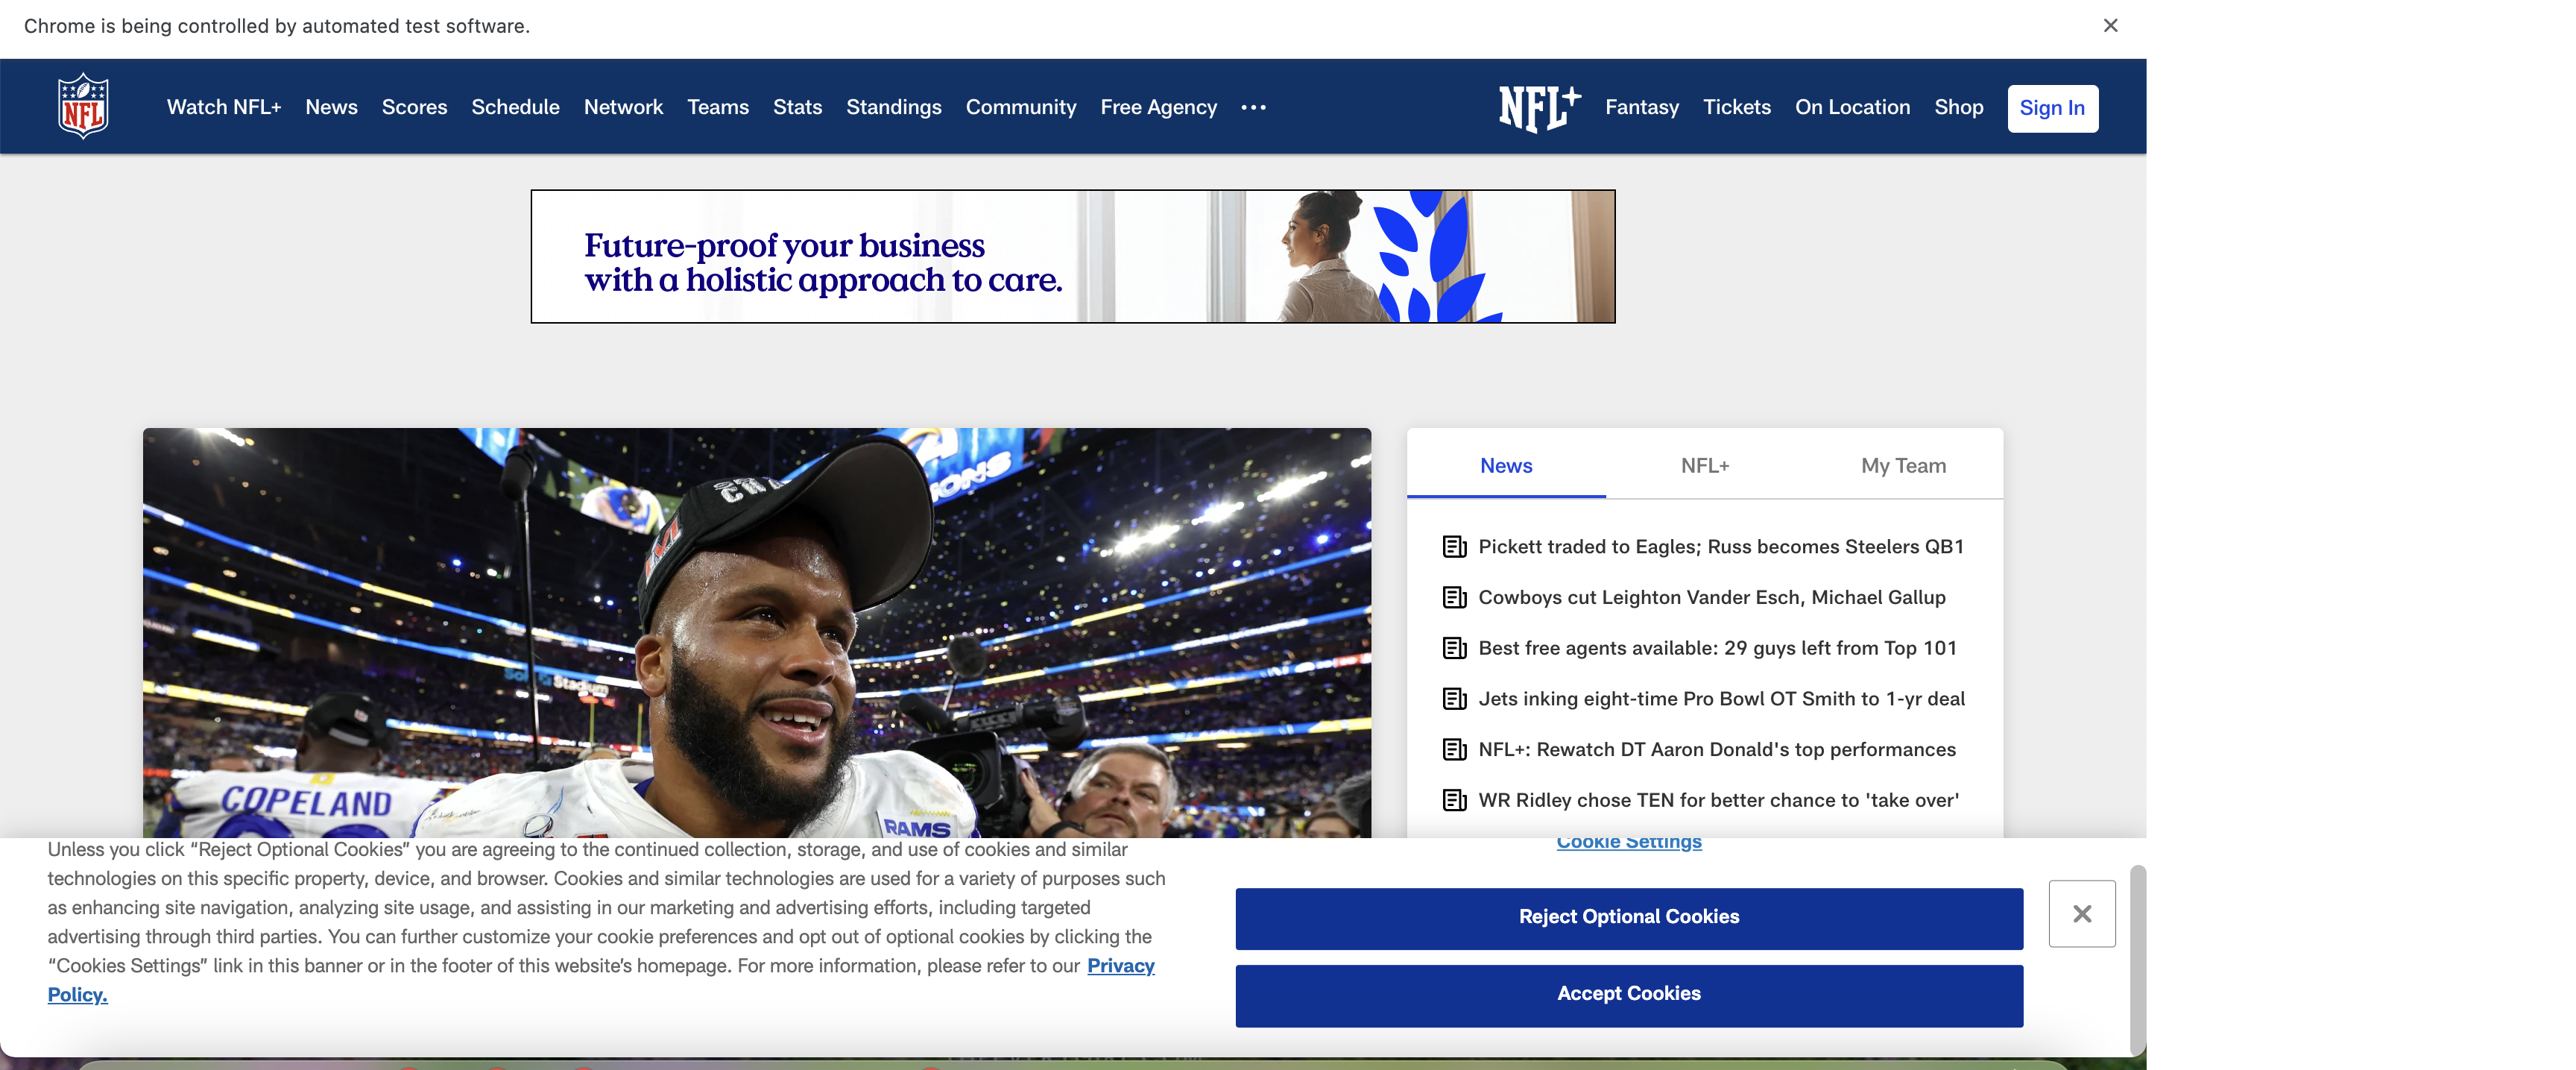 Chrome is being controlled by automated test software.
NFL
Watch NFL+
News
Scores
Schedule
Network
Teams
Stats
Standings
Community
Free Agency
NFL+
Fantasy
Tickets
On Location
Shop
Sign In
Future-proof your business
with a holistic approach to care.
COPELAND
RAMS
SoFi Stadium
News
NFL+
My Team
Pickett traded to Eagles; Russ becomes Steelers QB1
Cowboys cut Leighton Vander Esch, Michael Gallup
Best free agents available: 29 guys left from Top 101
Jets inking eight-time Pro Bowl OT Smith to 1-yr deal
NFL+: Rewatch DT Aaron Donald's top performances
WR Ridley chose TEN for better chance to 'take over'
Unless you click “Reject Optional Cookies” you are agreeing to the continued collection, storage, and use of cookies and similar
technologies on this specific property, device, and browser. Cookies and similar technologies are used for a variety of purposes such
as enhancing site navigation, analyzing site usage, and assisting in our marketing and advertising efforts, including targeted
advertising through third parties. You can further customize your cookie preferences and opt out of optional cookies by clicking the
“Cookies Settings” link in this banner or in the footer of this website’s homepage. For more information, please refer to our Privacy
Policy.
Cookie Settings
Reject Optional Cookies
Accept Cookies